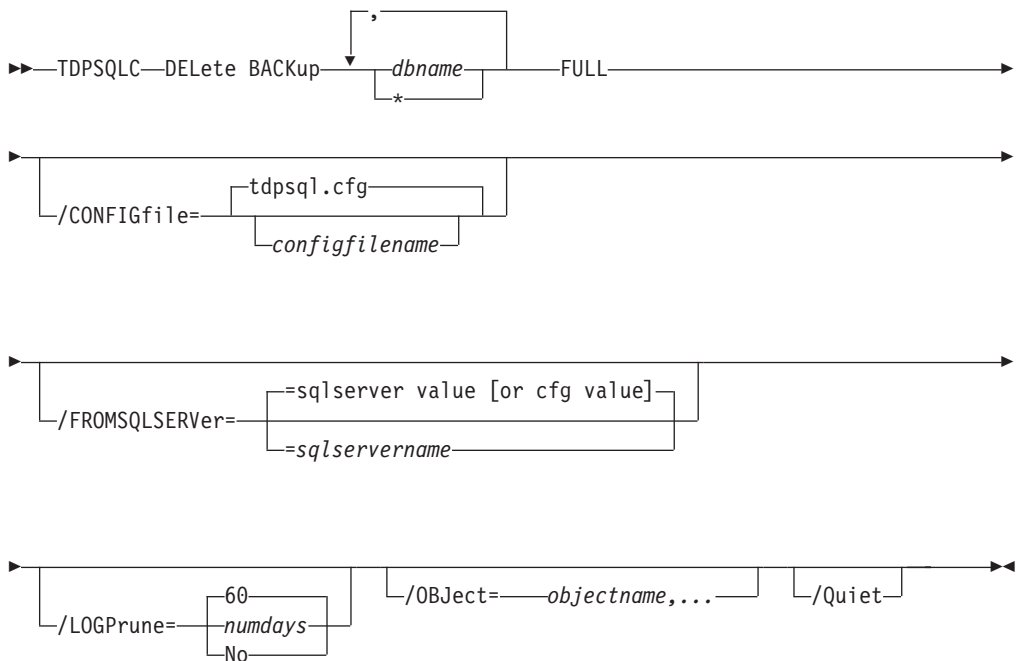 ,
TDPSQLC DELete BACKup dbname FULL
*
tdpsql.cfg
/CONFIGfile=
configfilename
=sqlserver value [or cfg value]
/FROMSQLSERVer=
=sqlservername
60
/LOGPrune= numdays /OBJect= objectname,... /Quiet
No